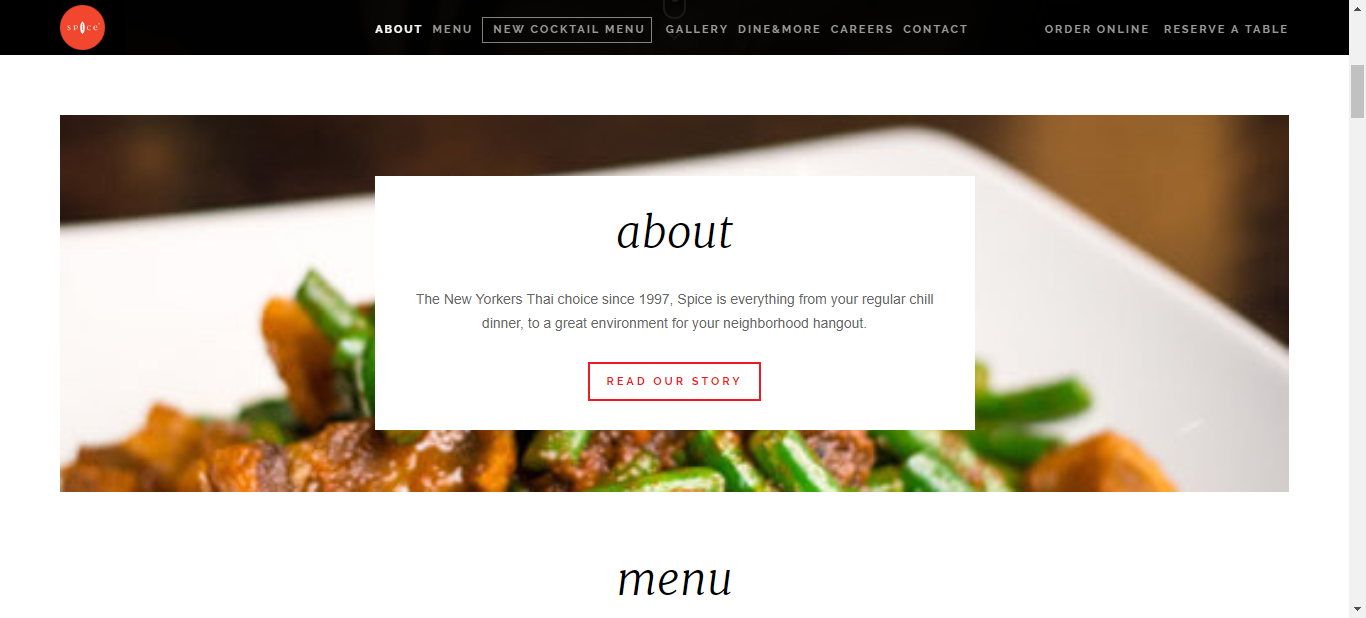 spice
ABOUT MENU NEW COCKTAIL MENU GALLERY DINE&MORE CAREERS CONTACT ORDER ONLINE RESERVE A TABLE
about
The New Yorkers Thai choice since 1997, Spice is everything from your regular chill
dinner, to a great environment for your neighborhood hangout.
READ OUR STORY
menu